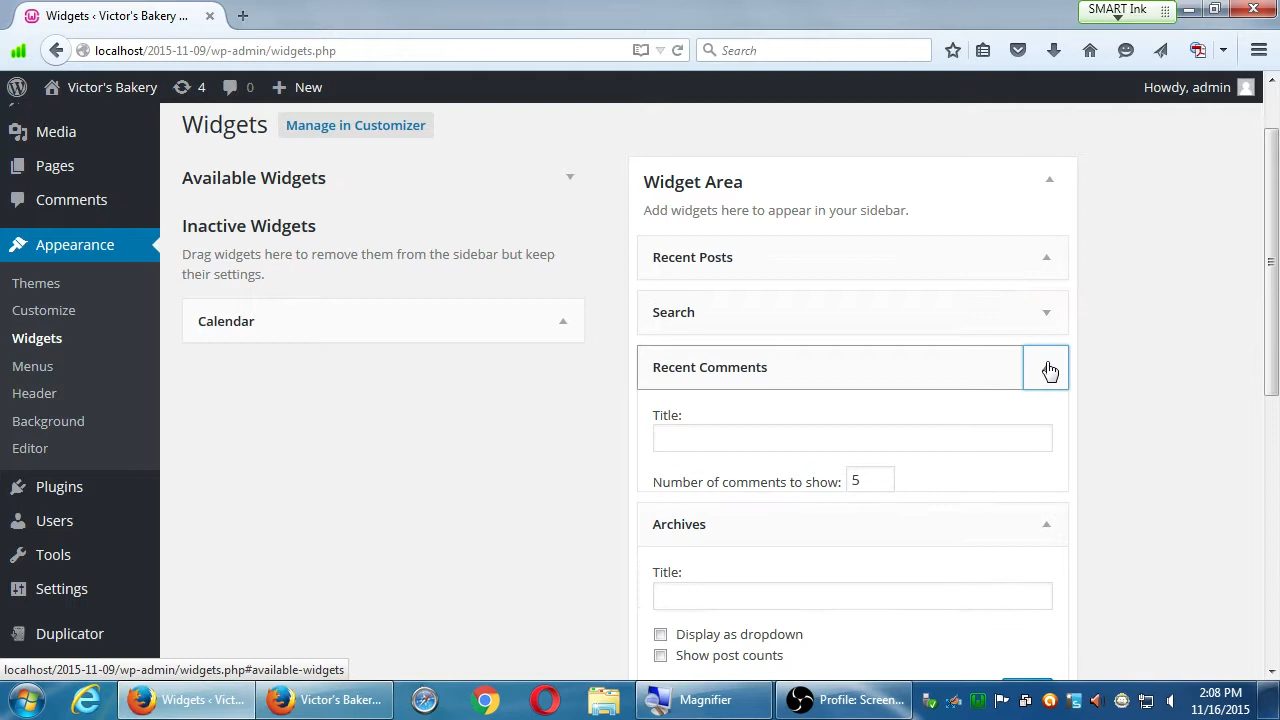 Widgets ‹ Victor's Bakery ...
SMART Ink
localhost/2015-11-09/wp-admin/widgets.php
Search
Victor's Bakery
4
0
New
Howdy, admin
Media
Pages
Comments
Appearance
Themes
Customize
Widgets
Menus
Header
Background
Editor
Plugins
Users
Tools
Settings
Duplicator
Widgets
Manage in Customizer
Available Widgets
Inactive Widgets
Drag widgets here to remove them from the sidebar but keep
their settings.
Calendar
Widget Area
Add widgets here to appear in your sidebar.
Recent Posts
Search
Recent Comments
Title:
Number of comments to show: 5
Archives
Title:
Display as dropdown
Show post counts
localhost/2015-11-09/wp-admin/widgets.php#available-widgets
Widgets ‹ Vict...
Victor's Baker...
Magnifier
Profile: Screen...
2:08 PM
11/16/2015